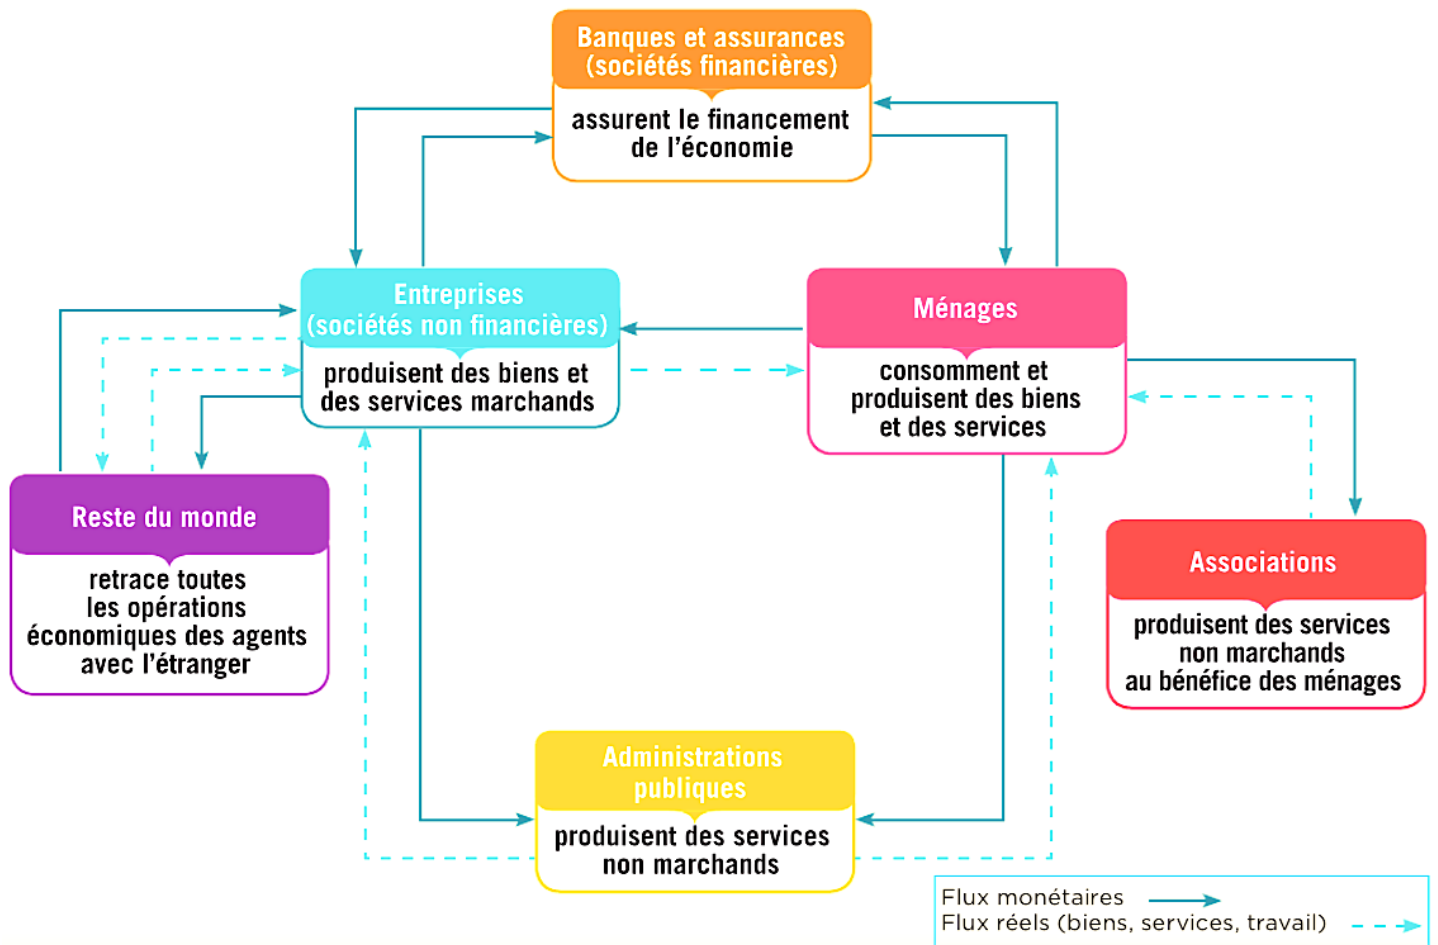 Banques et assurances
(sociétés financières)
assurent le financement
de l'économie
Entreprises
(sociétés non financières)
produisent des biens et
des services marchands
Ménages
consomment et
produisent des biens
et des services
Reste du monde
retrace toutes
les opérations
économiques des agents
avec l'étranger
Associations
produisent des services
non marchands
au bénéfice des ménages
Administrations
publiques
produisent des services
non marchands
Flux monétaires
Flux réels (biens, services, travail)